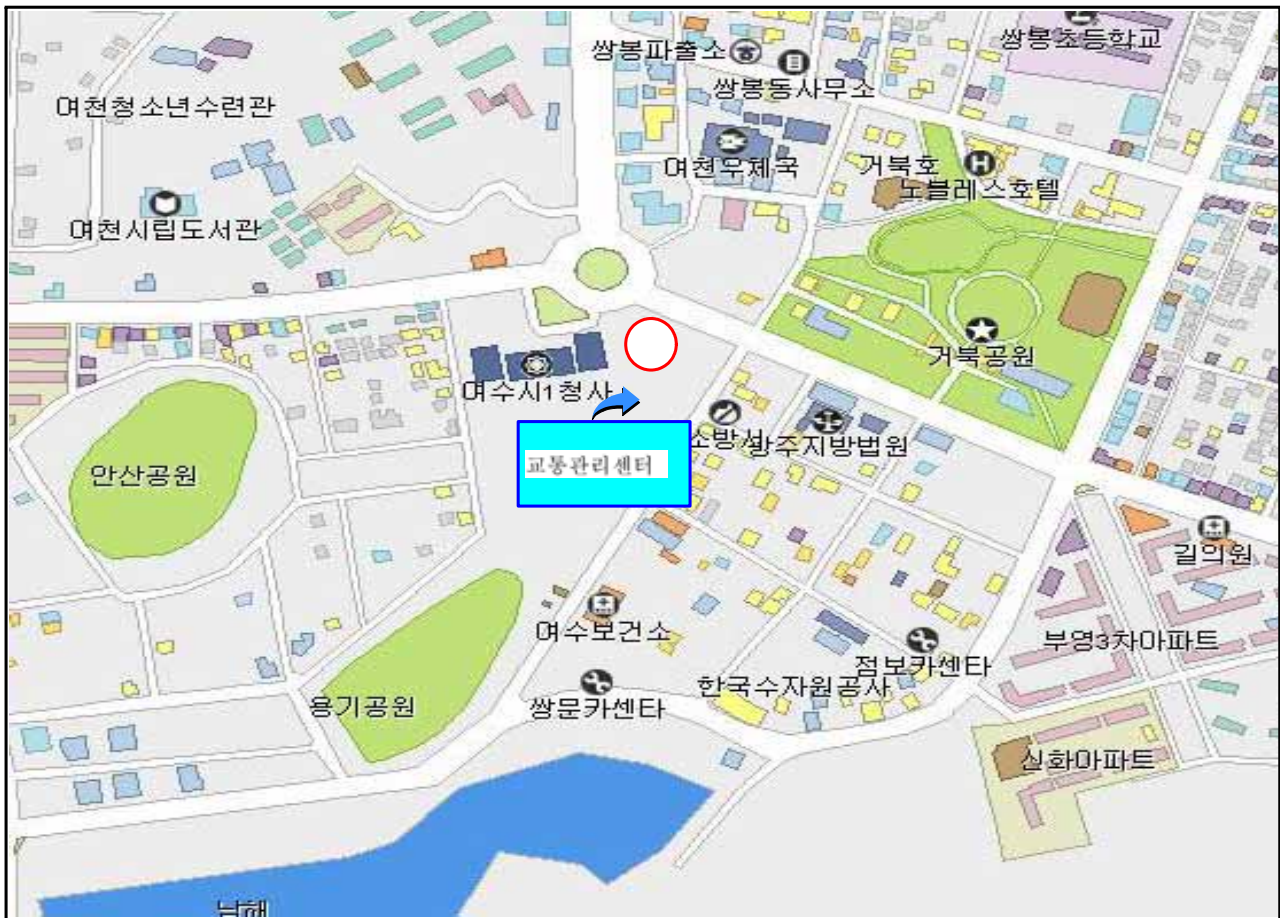 쌍봉초등학교
쌍봉파출소
쌍봉동사무소
여천청소년수련관
여천우체국
거북호
노블레스호텔
여천시립도서관
거북공원
여수시1청사
소방서
광주지방법원
교통관리센터
안산공원
길의원
여수보건소
부영3차아파트
점보카센타
한국수자원공사
용기공원
쌍문카센타
신화아파트
남해